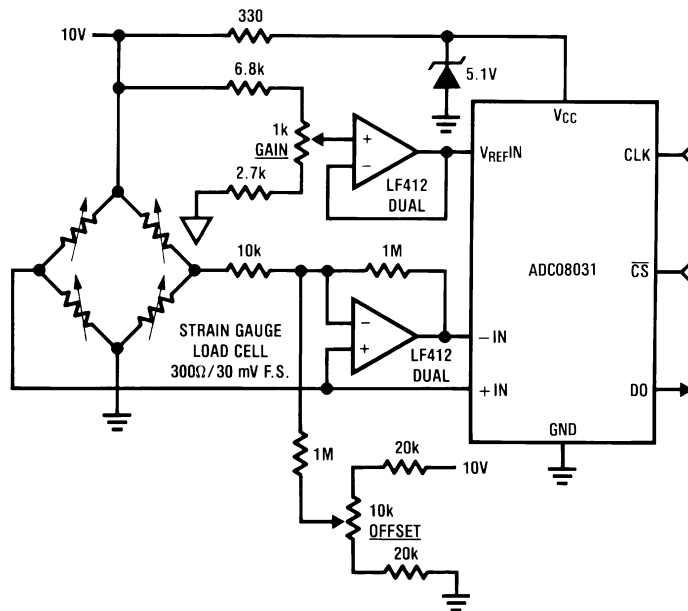 330
10V
6.8k
5.1V
1k
GAIN
+
−
VCC
VREFIN
CLK
2.7k
LF412
DUAL
10k
1M
ADC08031
CS
STRAIN GAUGE
LOAD CELL
300Ω/30 mV F.S.
−
+
LF412
DUAL
−IN
+IN
DO
GND
1M
20k
10V
10k
OFFSET
20k